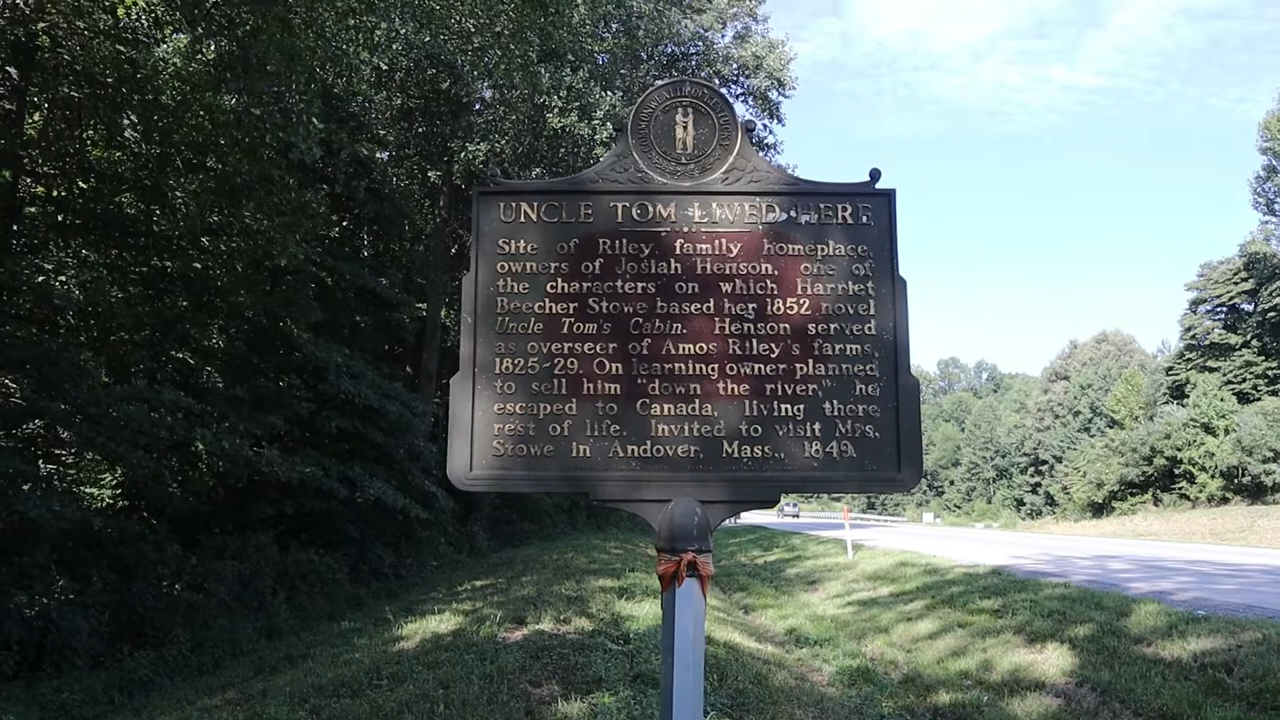 COMMONWEALTH OF KENTUCKY
UNCLE TOM LIVED HERE
Site of Riley family homeplace,
owners of Josiah Henson, one of
the characters on which Harriet
Beecher Stowe based her 1852 novel
Uncle Tom's Cabin. Henson served
as overseer of Amos Riley's farms,
1825-29. On learning owner planned
to sell him "down the river," he
escaped to Canada, living there
rest of life. Invited to visit Mrs.
Stowe in Andover, Mass., 1849.